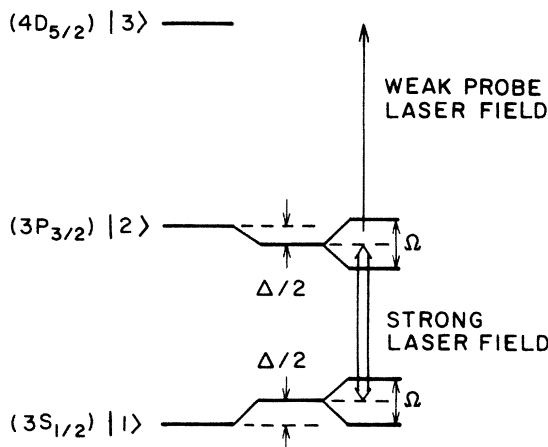 (4D5/2) |3⟩
WEAK PROBE
LASER FIELD
(3P3/2) |2⟩
Ω
Δ/2
STRONG
LASER FIELD
Δ/2
(3S1/2) |1⟩
Ω